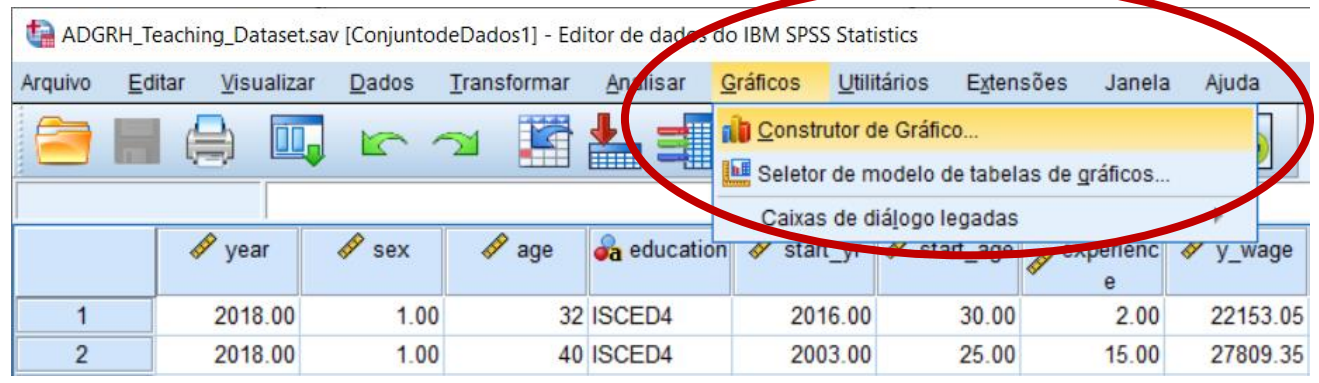 ADGRH_Teaching_Dataset.sav [ConjuntodeDados1] - Editor de dados do IBM SPSS Statistics
Arquivo Editar Visualizar Dados Transformar Analisar Gráficos Utilitários Extensões Janela Ajuda
Construtor de Gráfico...
Seletor de modelo de tabelas de gráficos...
Caixas de diálogo legadas
year sex age education start_yr start_age experienc
e y_wage
1 2018.00 1.00 32 ISCED4 2016.00 30.00 2.00 22153.05
2 2018.00 1.00 40 ISCED4 2003.00 25.00 15.00 27809.35